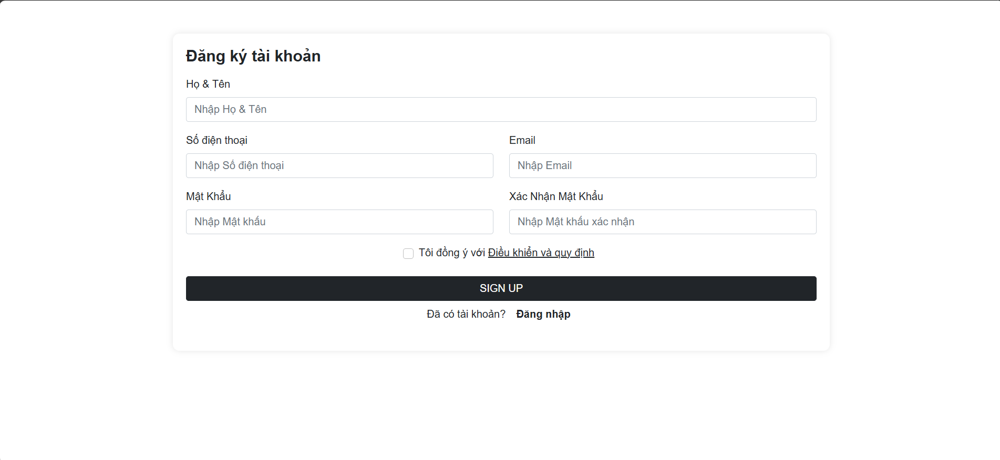 Đăng ký tài khoản
Họ & Tên
Nhập Họ & Tên
Số điện thoại
Email
Nhập Số điện thoại
Nhập Email
Mật Khẩu
Xác Nhận Mật Khẩu
Nhập Mật khấu
Nhập Mật khấu xác nhận
Tôi đồng ý với Điều khiển và quy định
SIGN UP
Đã có tài khoản? Đăng nhập